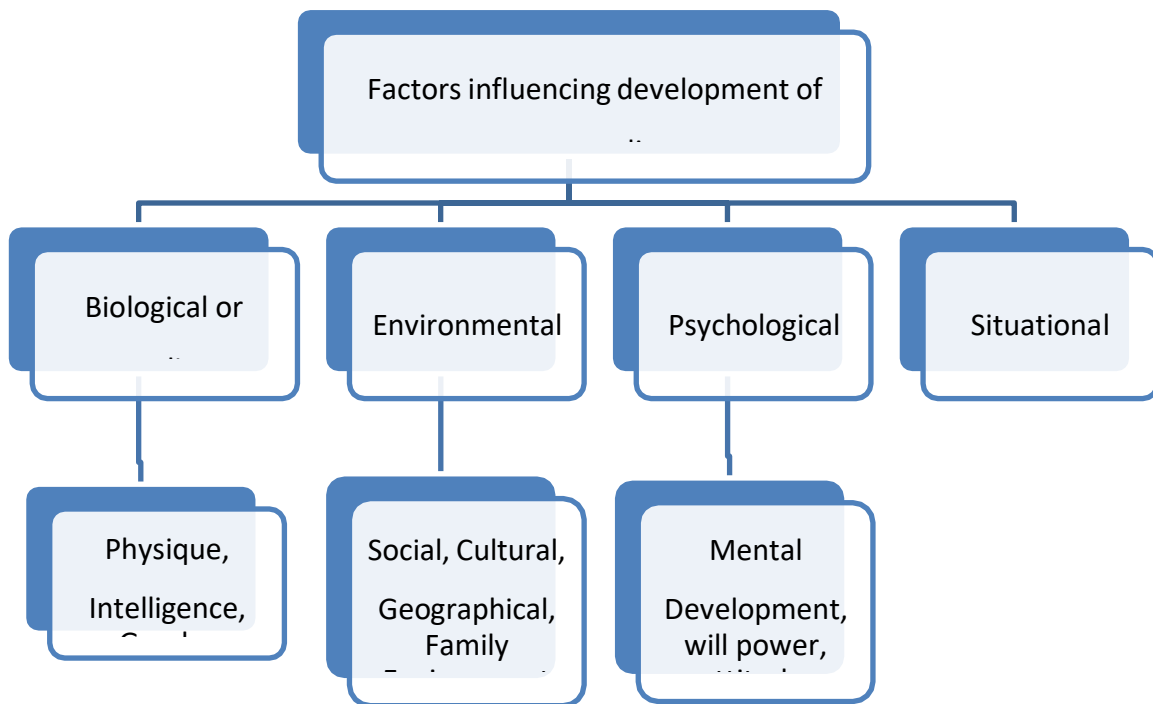 Factors influencing development of
Biological or
Environmental
Psychological
Situational
Physique,
Intelligence,
Social, Cultural,
Geographical,
Family
Mental
Development,
will power,